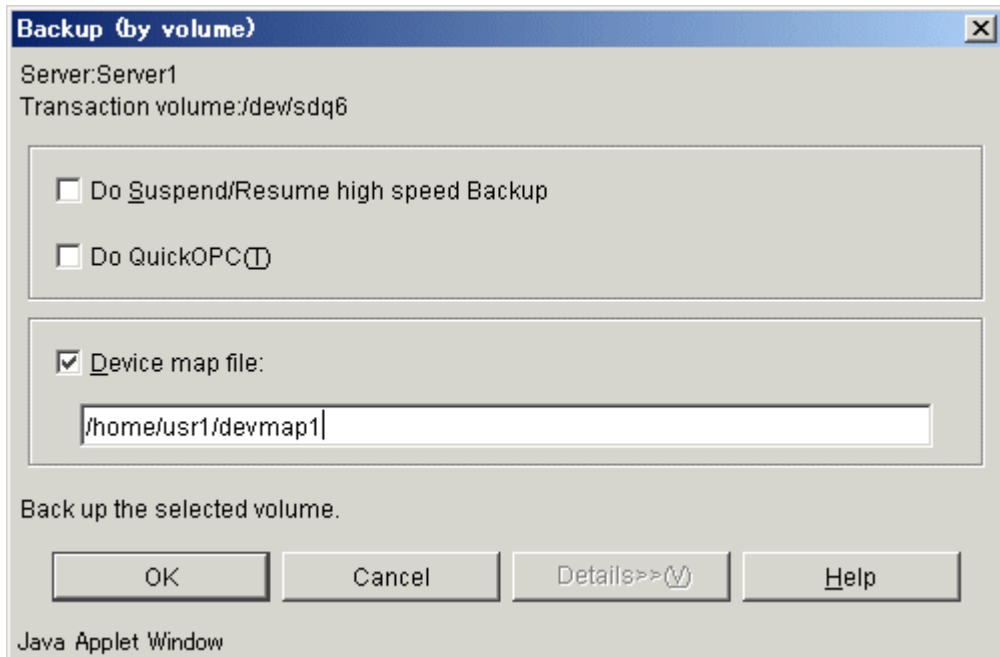 Backup (by volume)
Server:Server1
Transaction volume:/dev/sdq6
Do Suspend/Resume high speed Backup
Do QuickOPC(T)
Device map file:
/home/usr1/devmap1
Back up the selected volume.
OK Cancel Details>>(V) Help
Java Applet Window